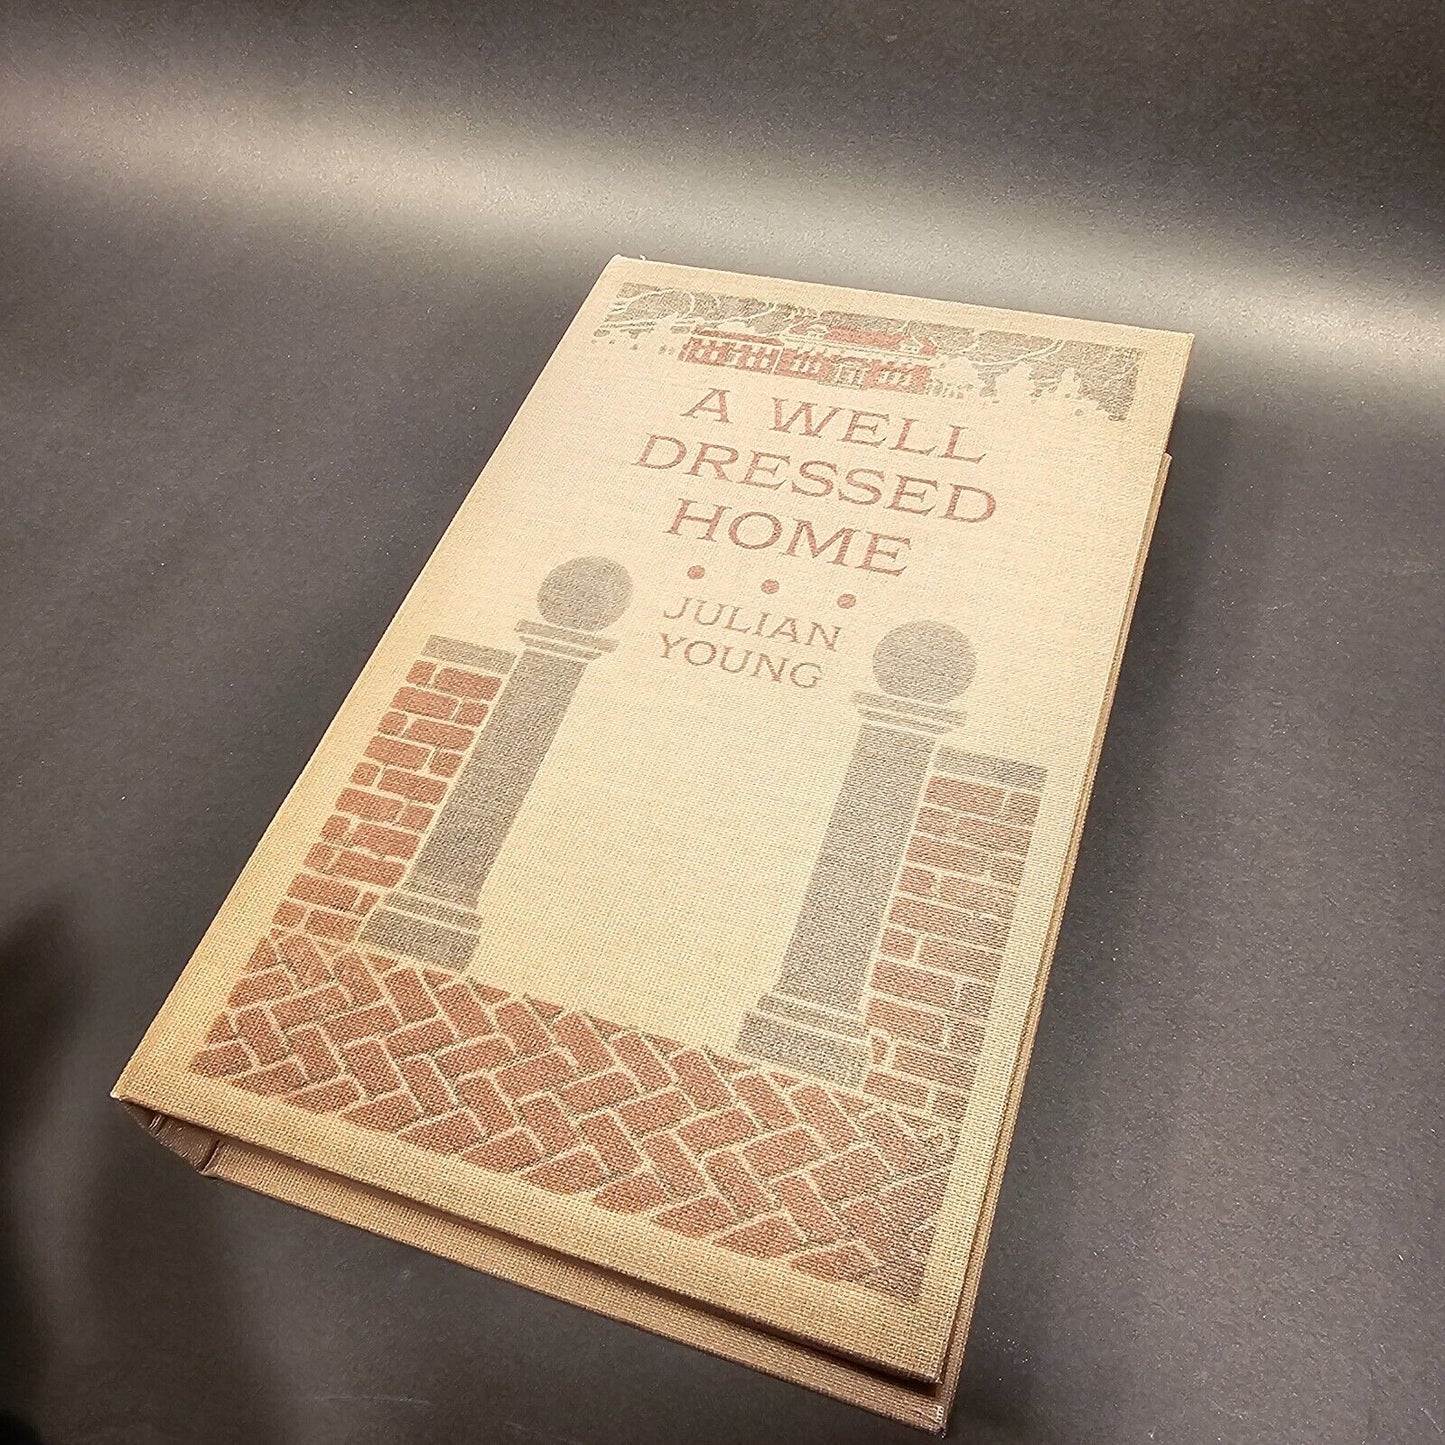 A WELL
DRESSED
HOME
JULIAN
YOUNG